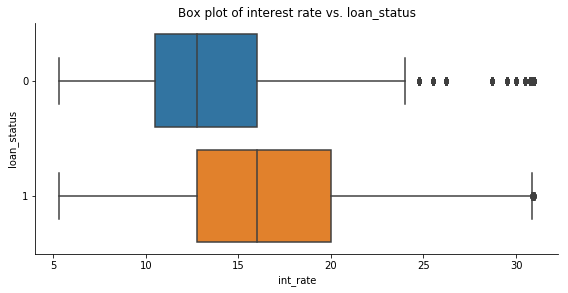 Box plot of interest rate vs. loan_status
loan_status
0
1
5 10 15 20 25 30
int_rate